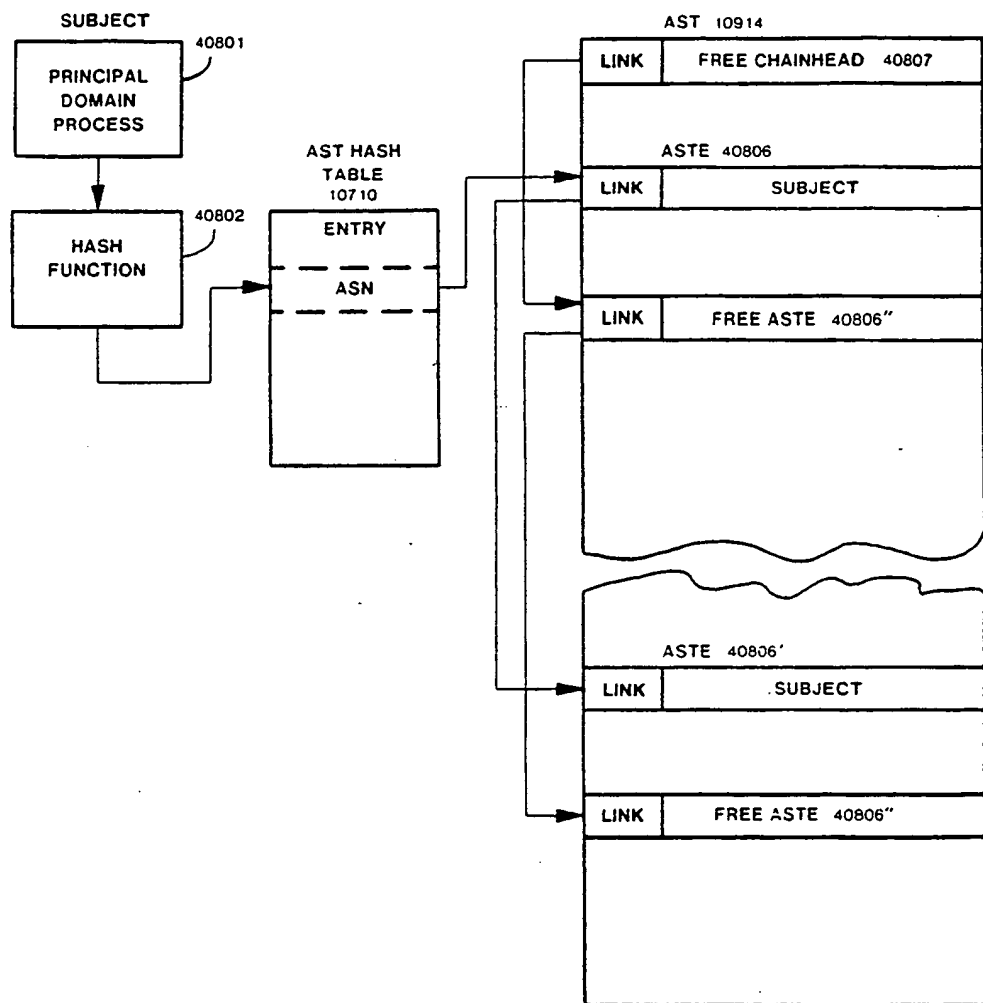 SUBJECT
40801
PRINCIPAL
DOMAIN
PROCESS
40802
HASH
FUNCTION
AST HASH
TABLE
10710
ENTRY
ASN
AST 10914
LINK FREE CHAINHEAD 40807
ASTE 40806
LINK SUBJECT
LINK FREE ASTE 40806"
ASTE 40806'
LINK .SUBJECT
LINK FREE ASTE 40806"